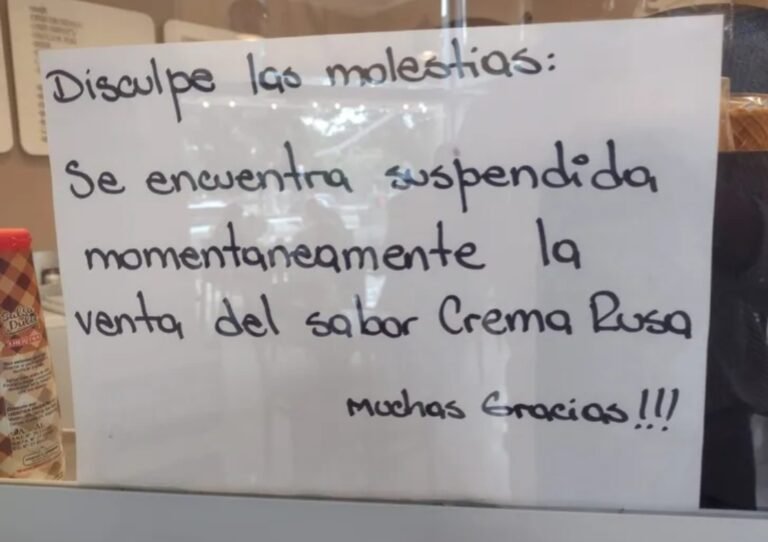 Disculpe las molestias:
Se encuentra suspendida
momentaneamente la
venta del sabor Crema Rusa
Muchas Gracias!!!